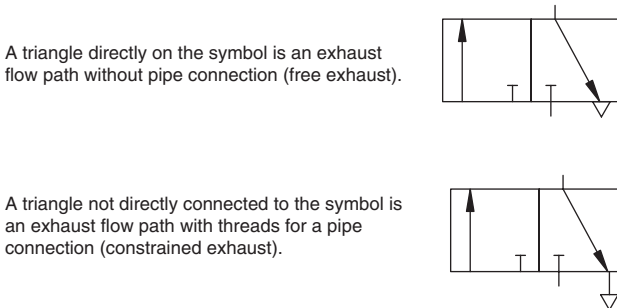 A triangle directly on the symbol is an exhaust
flow path without pipe connection (free exhaust).
A triangle not directly connected to the symbol is
an exhaust flow path with threads for a pipe
connection (constrained exhaust).